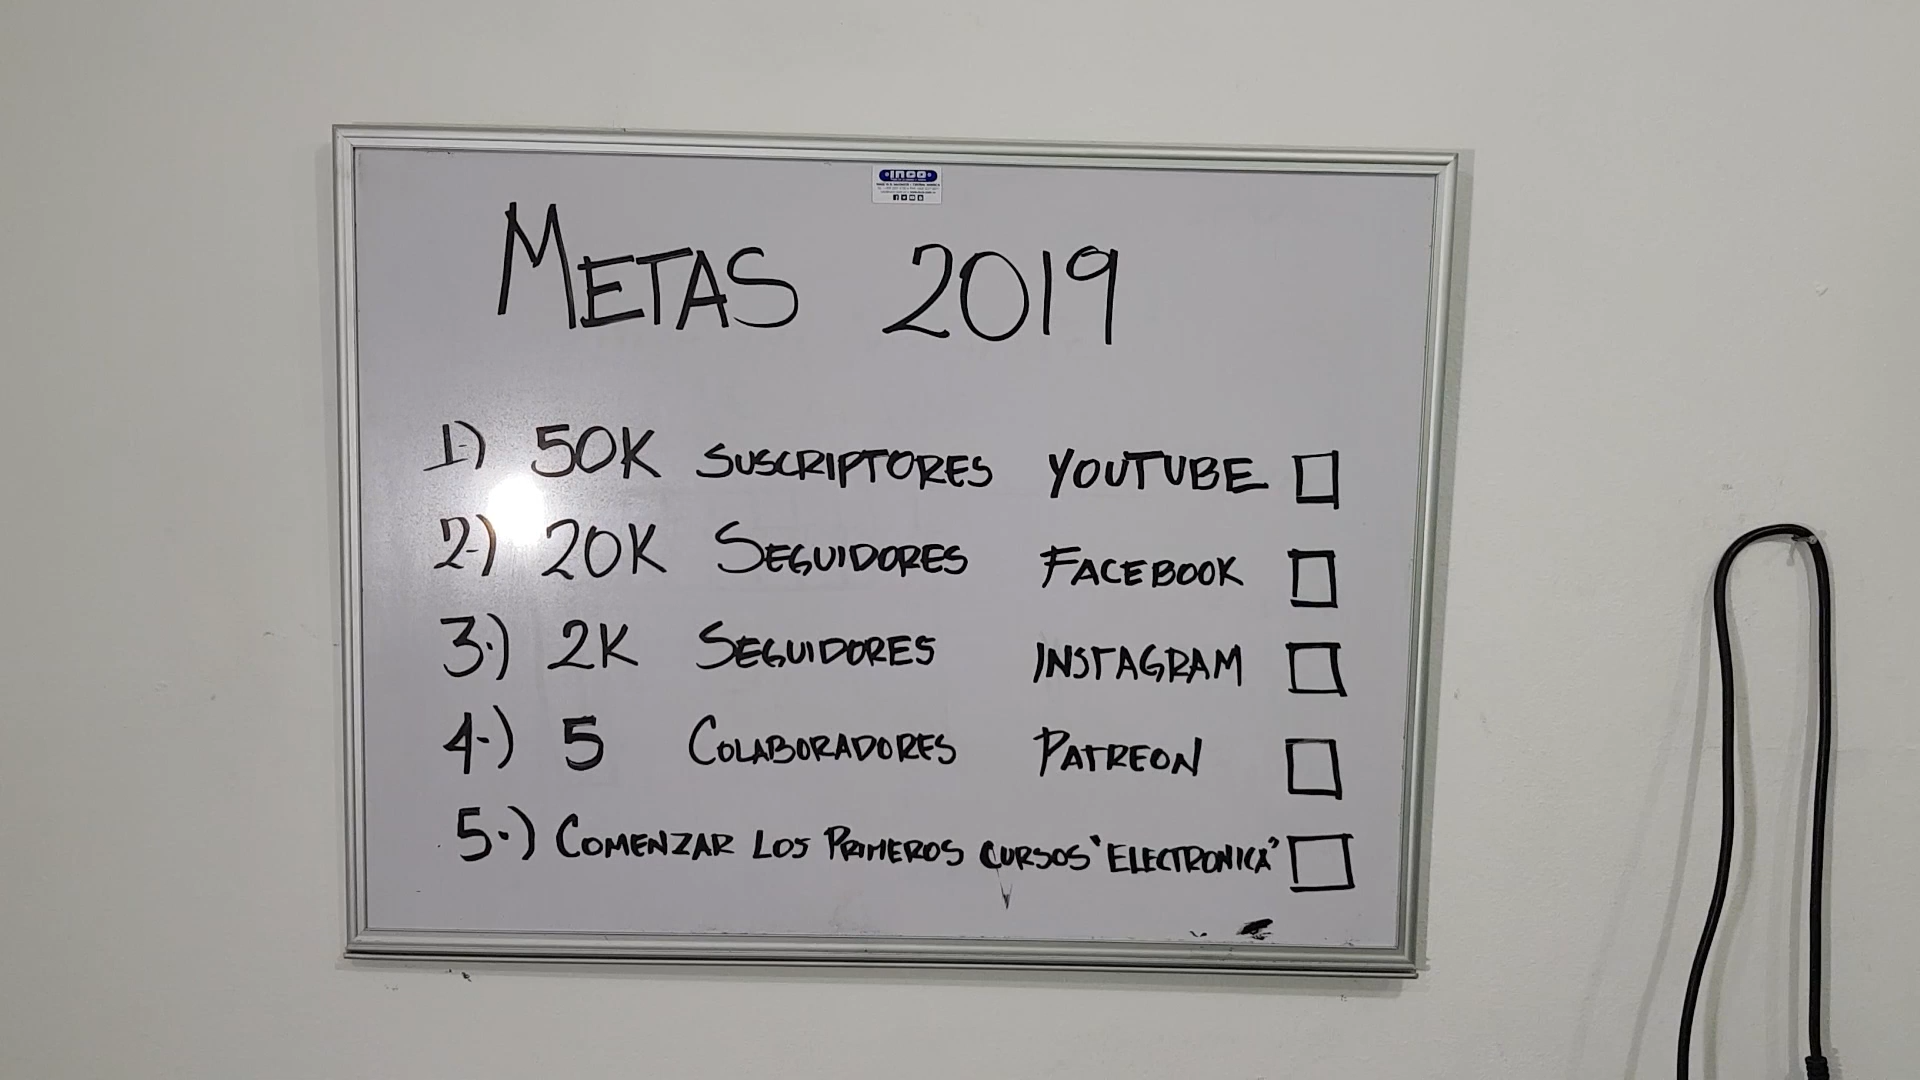 INCO
METAS 2019
1-) 50K SUSCRIPTORES YOUTUBE
2-) 20K SEGUIDORES FACEBOOK
3-) 2K SEGUIDORES INSTAGRAM
4-) 5 COLABORADORES PATREON
5-) COMENZAR LOS PRIMEROS CURSOS "ELECTRONICA"